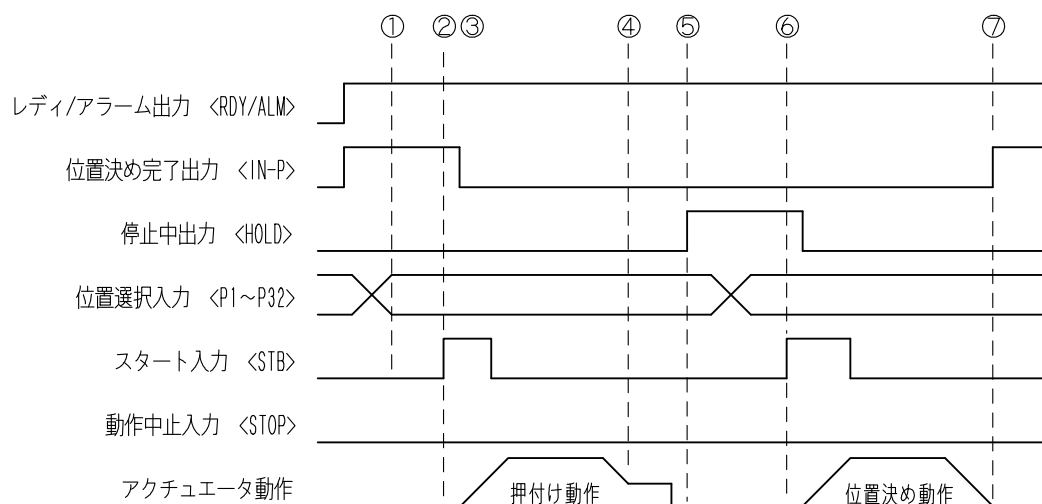 ① ②③ ④ ⑤ ⑥ ⑦
レディ/アラーム出力 <RDY/ALM>
位置決め完了出力 <IN-P>
停止中出力 <HOLD>
位置選択入力 <P1～P32>
スタート入力 <STB>
動作中止入力 <STOP>
アクチュエータ動作
押付け動作 位置決め動作